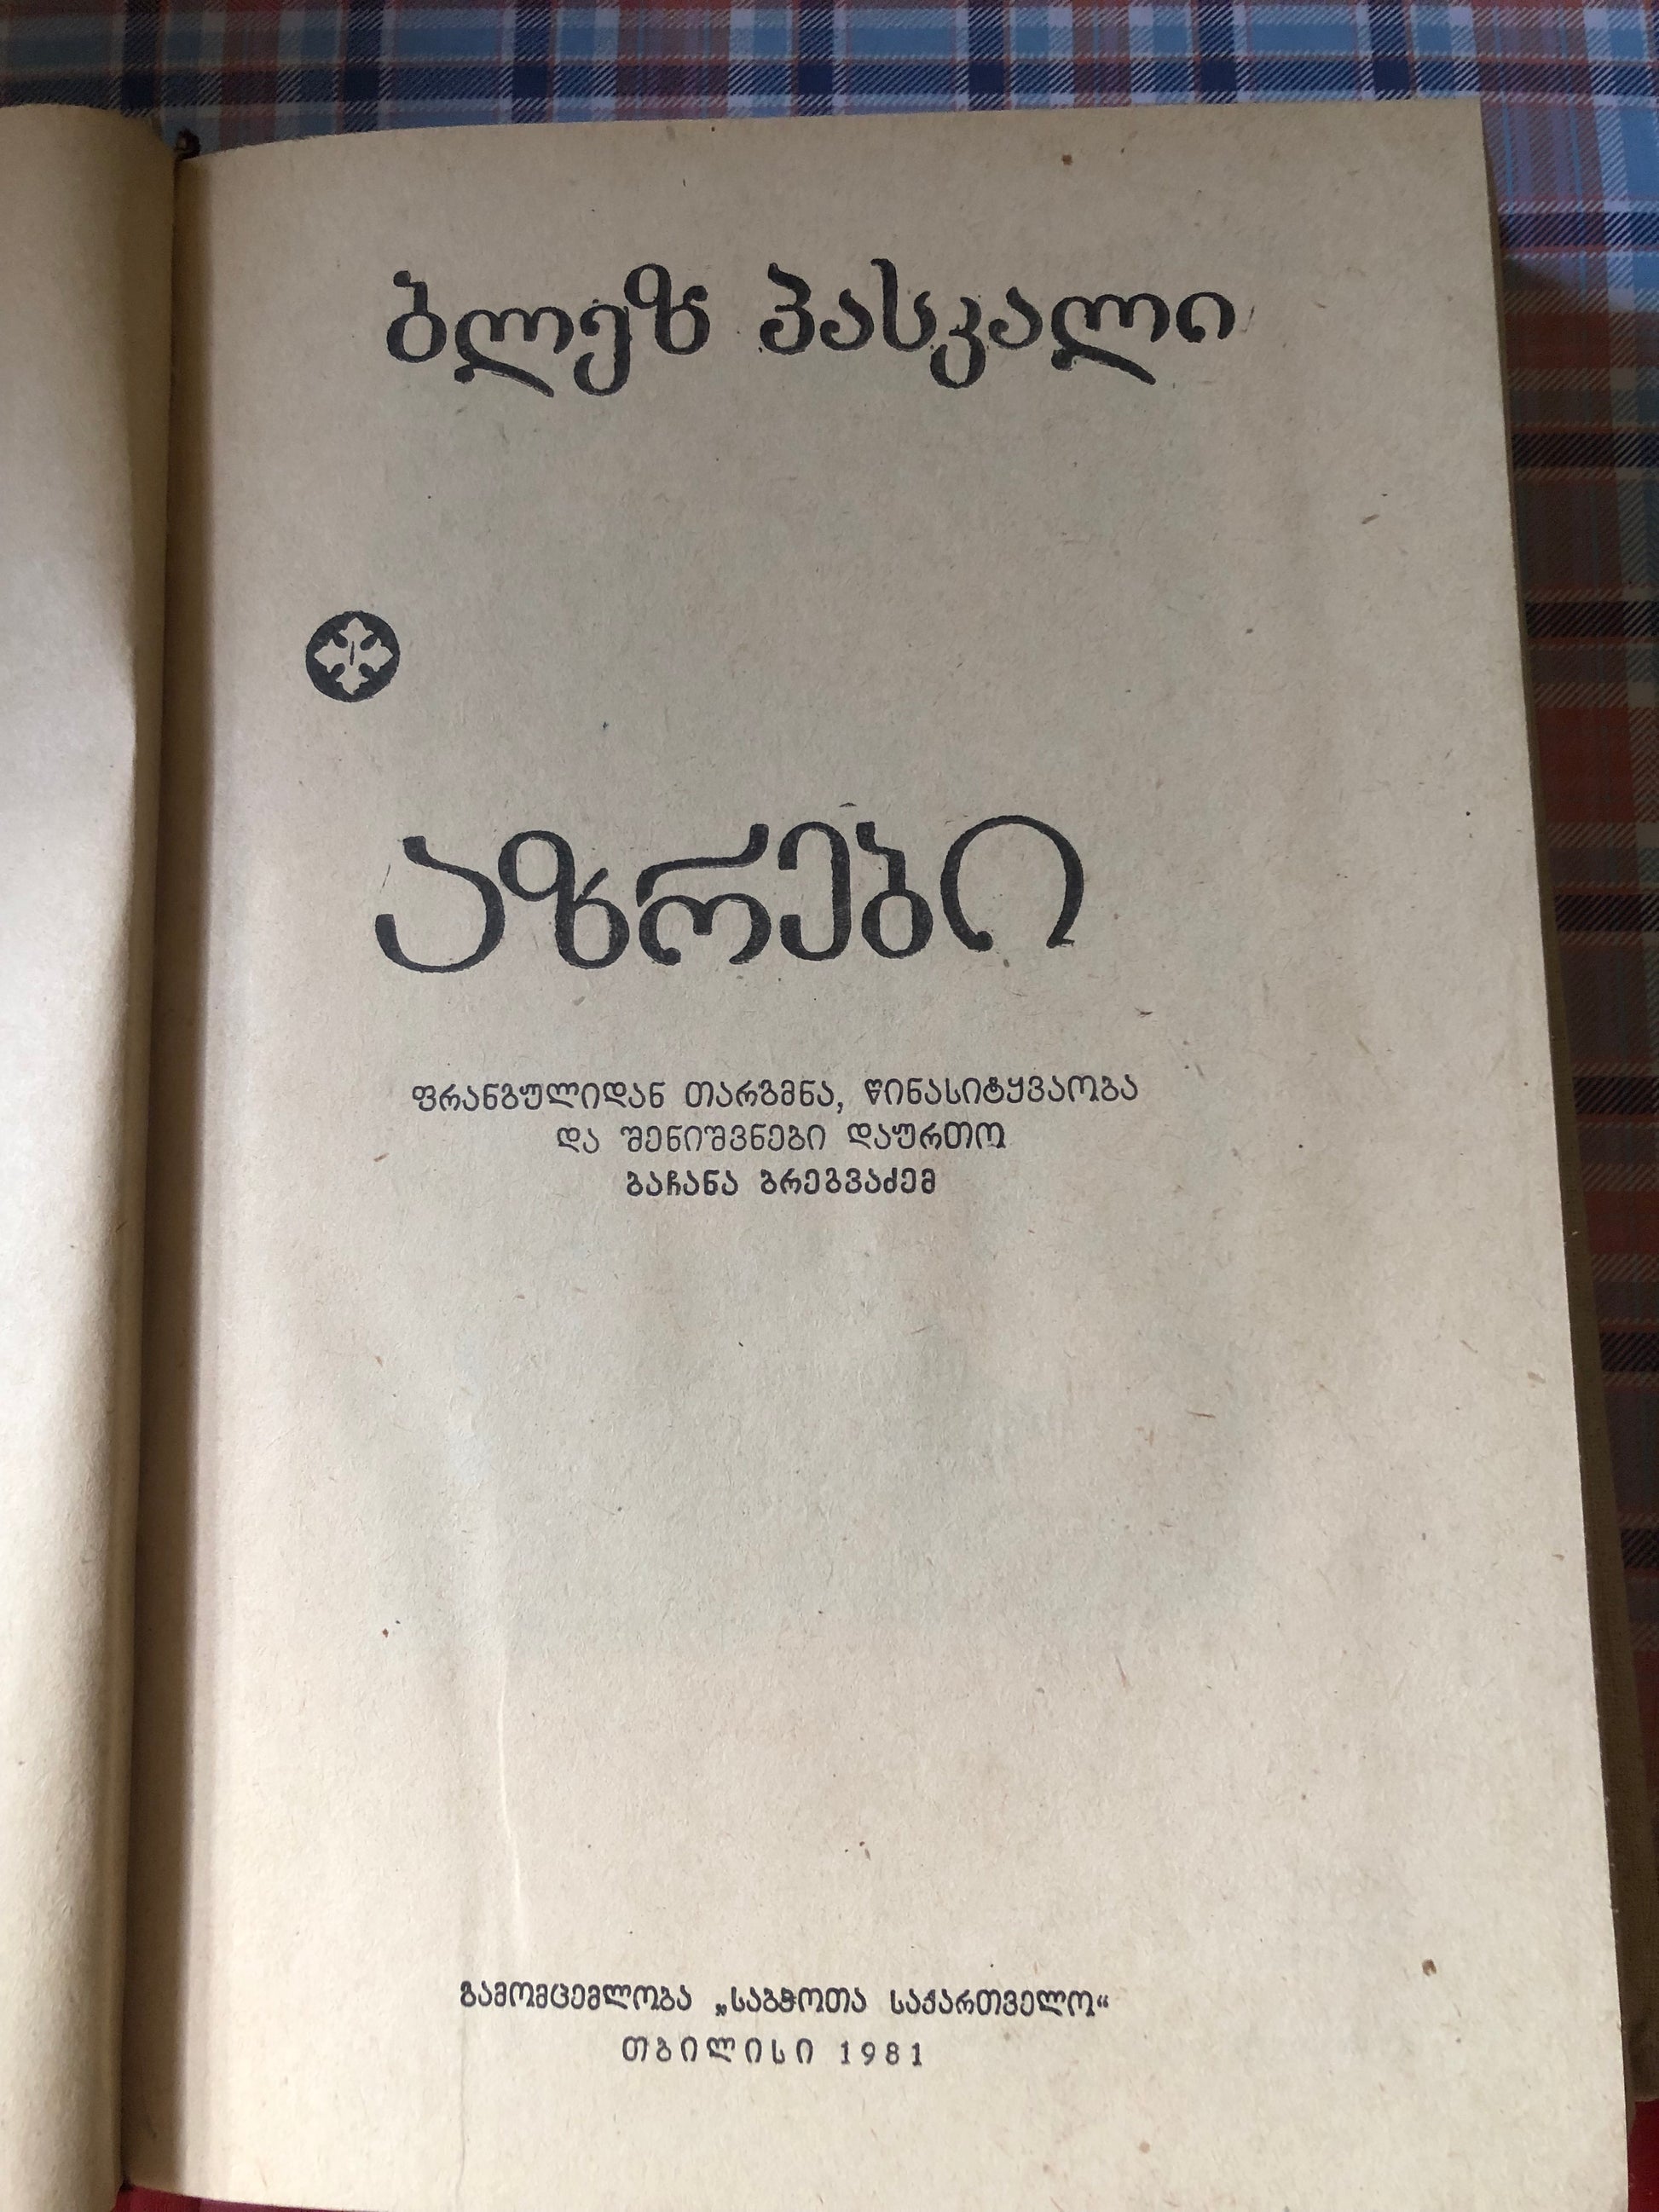 ბლეზ პასკალი
აზრები
ფრანგულიდან თარგმნა, წინასიტყვაობა
და შენიშვნები დაურთო
ბაჩანა ბრეგვაძემ
გამომცემლობა „საბჭოთა საქართველო“
თბილისი 1981